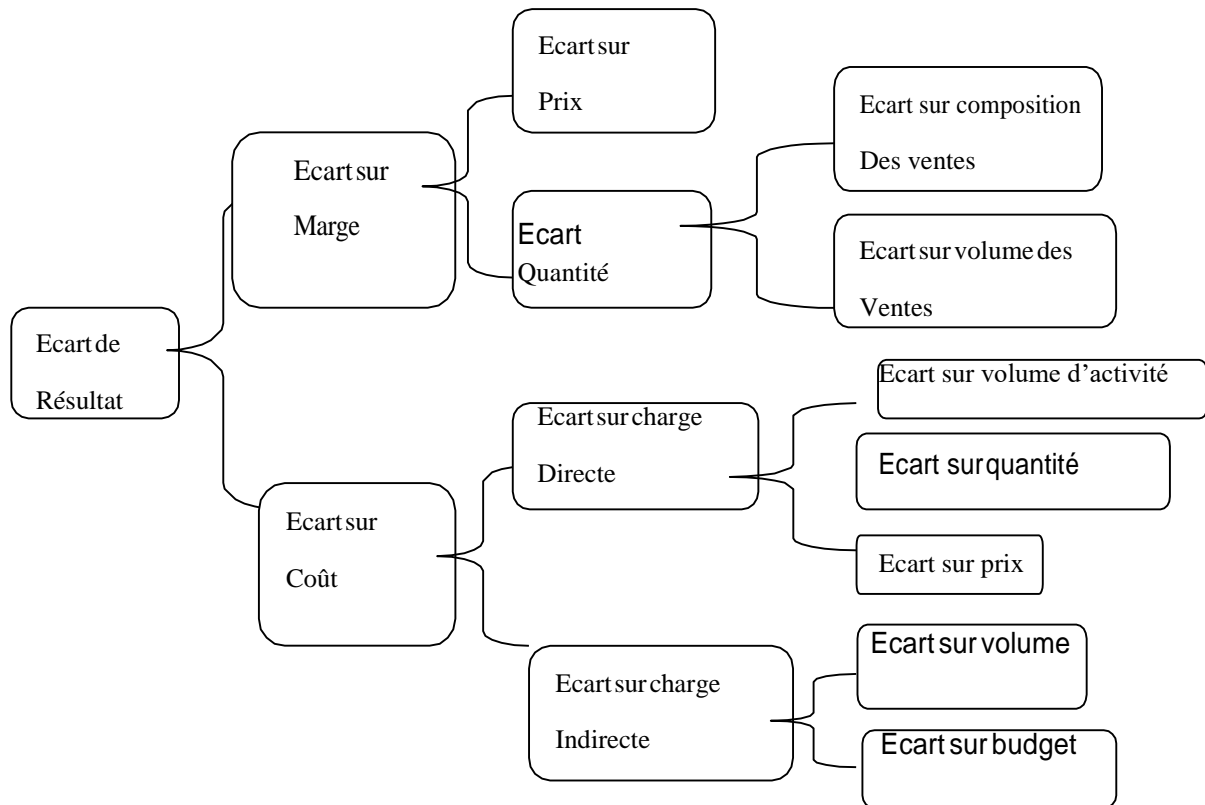 Ecart de
Résultat
Ecart sur
Marge
Ecart sur
Prix
Ecart
Quantité
Ecart sur composition
Des ventes
Ecart sur volume des
Ventes
Ecart sur
Coût
Ecart sur charge
Directe
Ecart sur volume d’activité
Ecart sur quantité
Ecart sur prix
Ecart sur charge
Indirecte
Ecart sur volume
Ecart sur budget